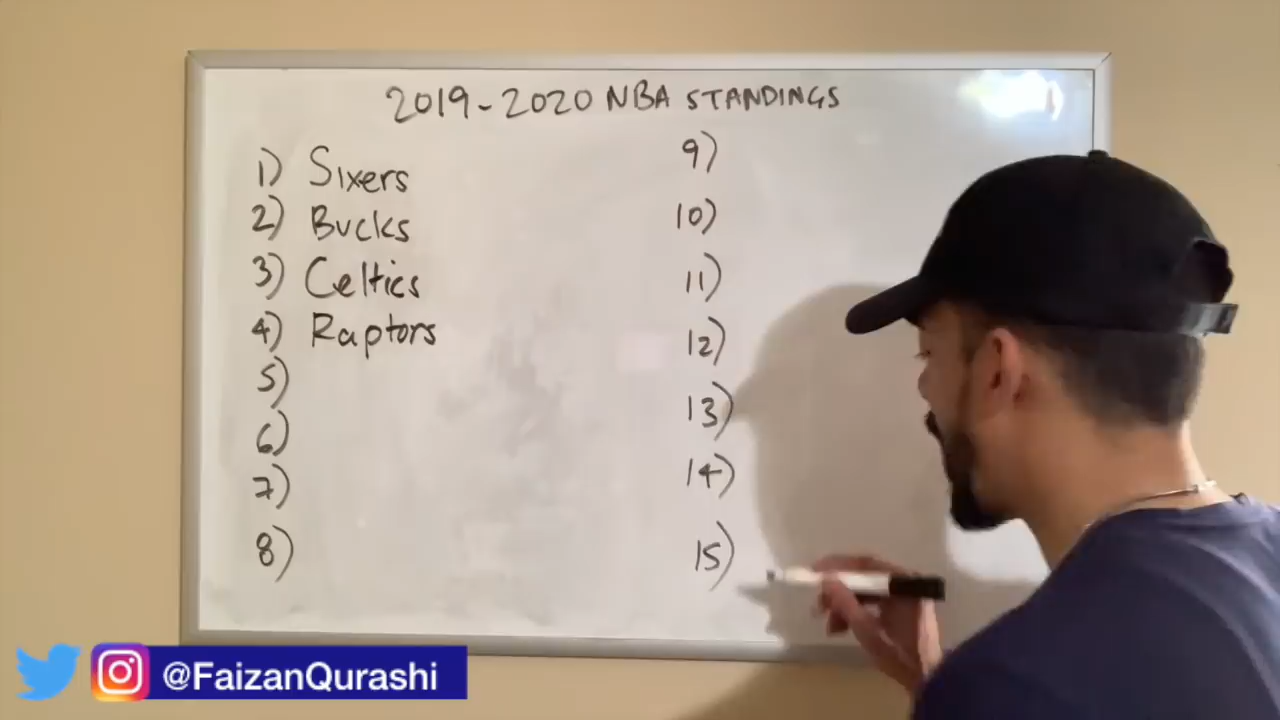 2019-2020 NBA STANDINGS
1) Sixers
2) Bucks
3) Celtics
4) Raptors
5)
6)
7)
8)
9)
10)
11)
12)
13)
14)
15)
@FaizanQurashi